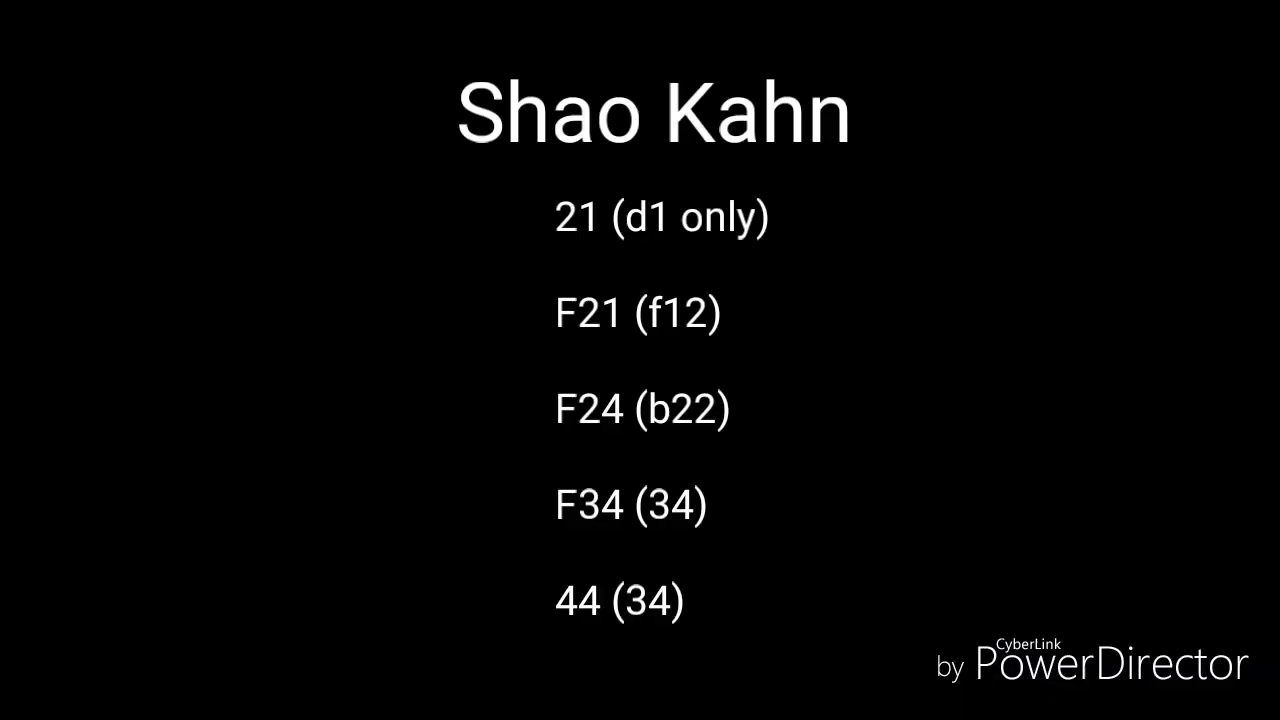 Shao Kahn
21 (d1 only)
F21 (f12)
F24 (b22)
F34 (34)
44 (34)
CyberLink
by PowerDirector